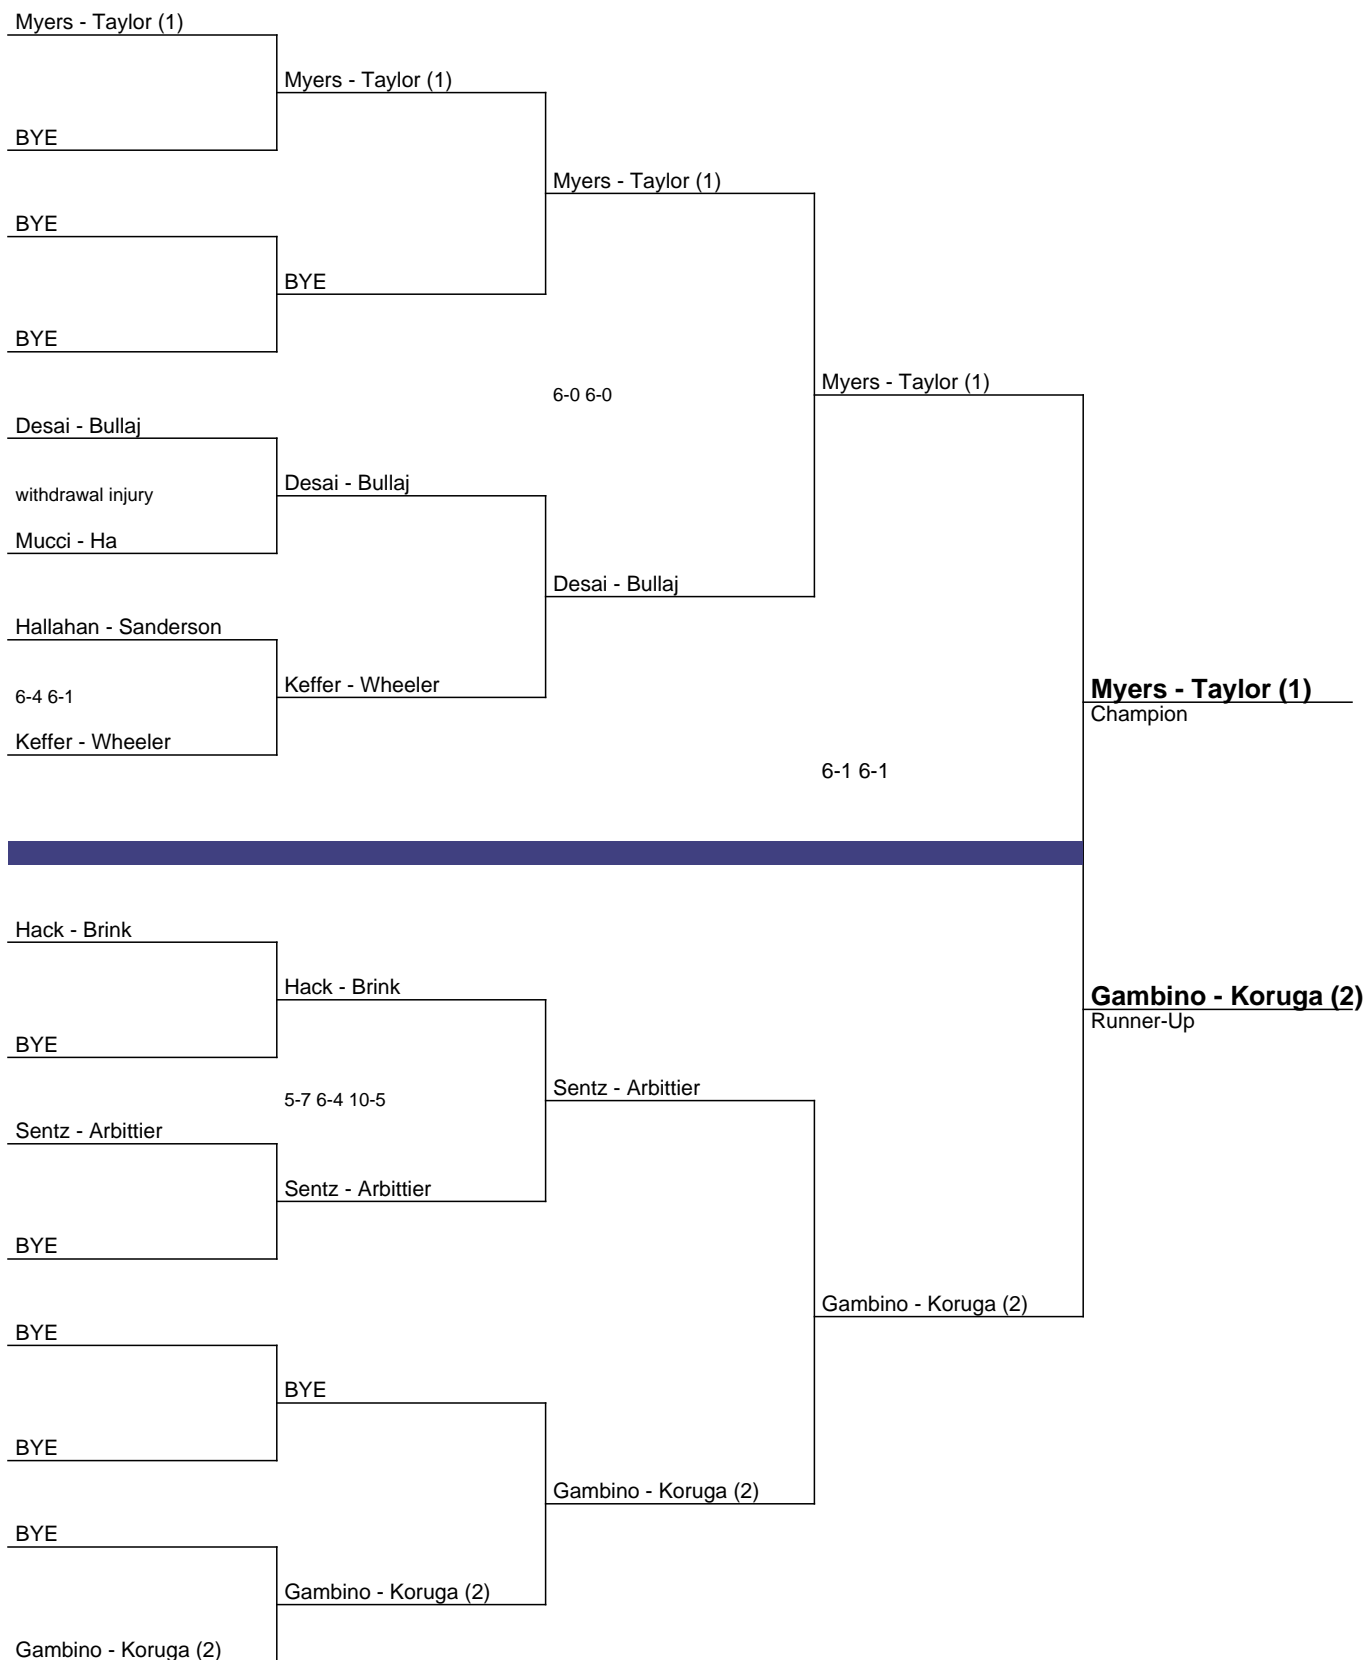 Myers - Taylor (1)
Myers - Taylor (1)
BYE
Myers - Taylor (1)
BYE
BYE
BYE
Myers - Taylor (1)
6-0 6-0
Desai - Bullaj
Desai - Bullaj
withdrawal injury
Mucci - Ha
Desai - Bullaj
Hallahan - Sanderson
Keffer - Wheeler
6-4 6-1
Keffer - Wheeler
Myers - Taylor (1)
Champion
6-1 6-1
Hack - Brink
Hack - Brink
BYE
Gambino - Koruga (2)
Runner-Up
Sentz - Arbittier
5-7 6-4 10-5
Sentz - Arbittier
Sentz - Arbittier
BYE
Gambino - Koruga (2)
BYE
BYE
BYE
Gambino - Koruga (2)
BYE
Gambino - Koruga (2)
Gambino - Koruga (2)